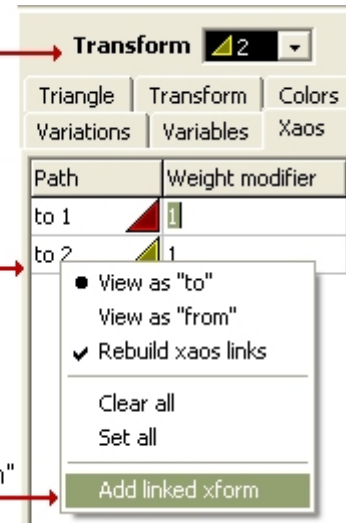 Transform 2
Triangle Transform Colors
Variations Variables Xaos
Path Weight modifier
to 1 1
to 2 1
View as "to"
View as "from"
Rebuild xaos links
Clear all
Set all
Add linked xform